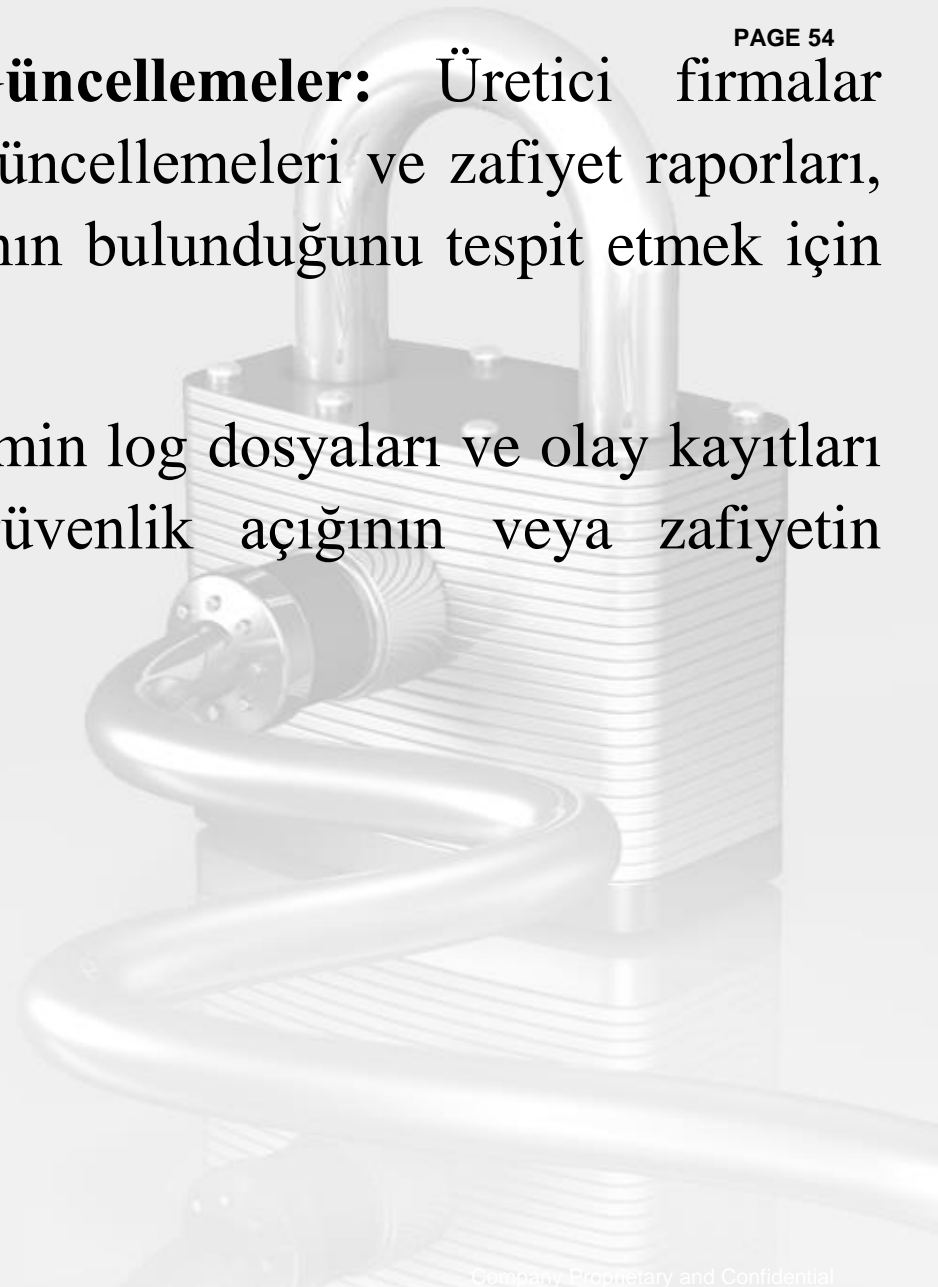 PAGE 54
üncellemeler: Üretici firmalar
üncellemeleri ve zafiyet raporları,
nın bulunduğunu tespit etmek için
min log dosyaları ve olay kayıtları
üvenlik açığının veya zafiyetin
Company Proprietary and Confidential